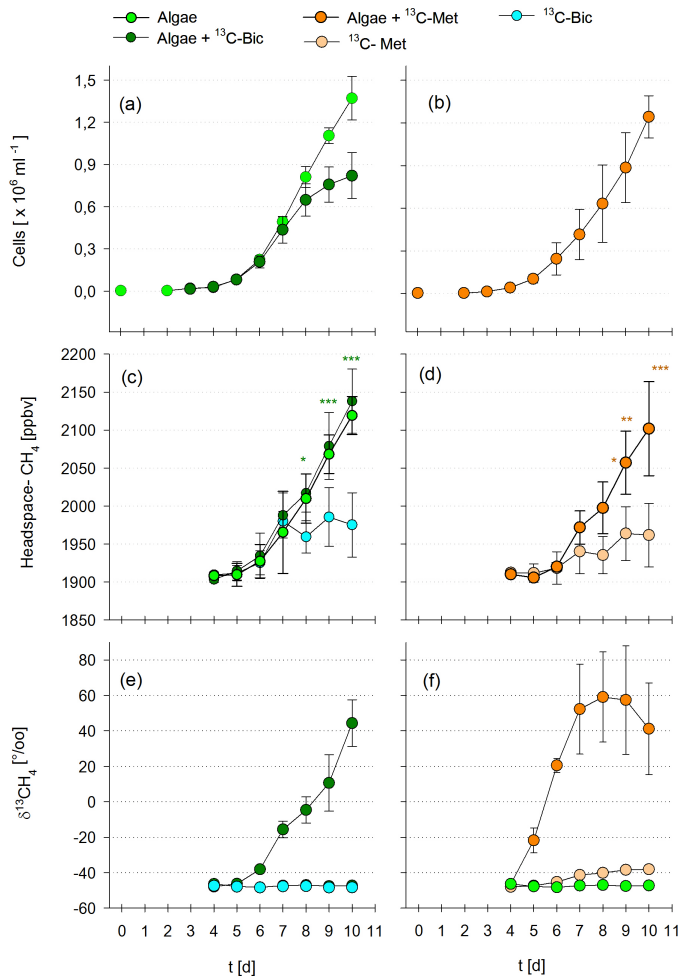 Algae
Algae + ¹³C-Met
¹³C-Bic
Algae + ¹³C-Bic
¹³C- Met
(a)
Cells [ x 10⁶ ml ⁻¹ ]
1,5
1,2
0,9
0,6
0,3
0,0
(b)
(c)
Headspace- CH₄ [ppbv]
2200
2150
2100
2050
2000
1950
1900
1850
*
***
***
(d)
*
**
***
(e)
δ¹³CH₄ [°/oo]
80
60
40
20
0
-20
-40
-60
0 1 2 3 4 5 6 7 8 9 10 11
t [d]
(f)
0 1 2 3 4 5 6 7 8 9 10 11
t [d]